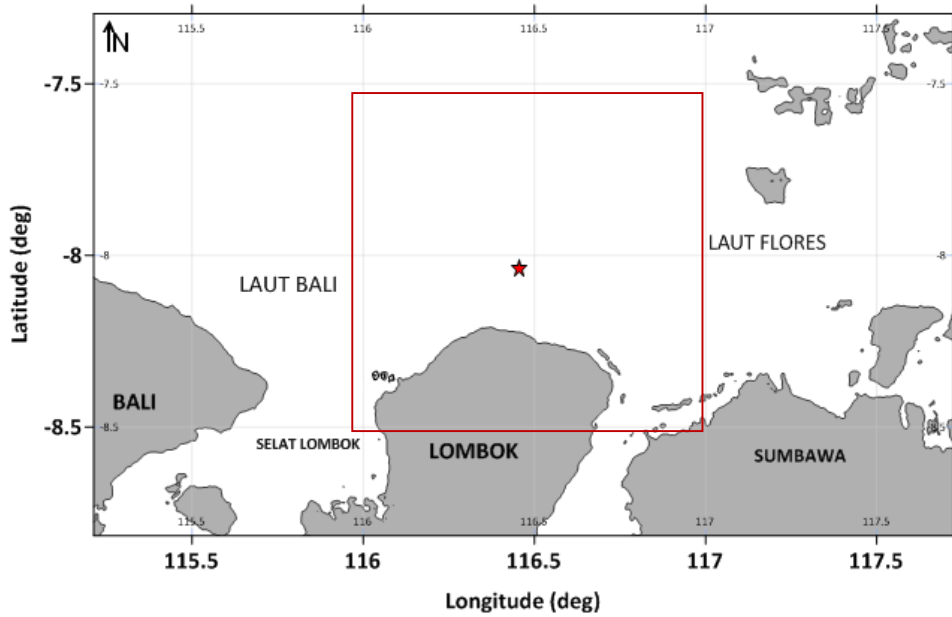 N
115.5 116 116.5 117 117.5
-7.5 -7.5 -7.5
LAUT FLORES
-8 -8 -8
LAUT BALI
BALI
-8.5 -8.5 -8.5
SELAT LOMBOK
LOMBOK
SUMBAWA
115.5 116 116.5 117 117.5
115.5 116 116.5 117 117.5
Latitude (deg)
Longitude (deg)